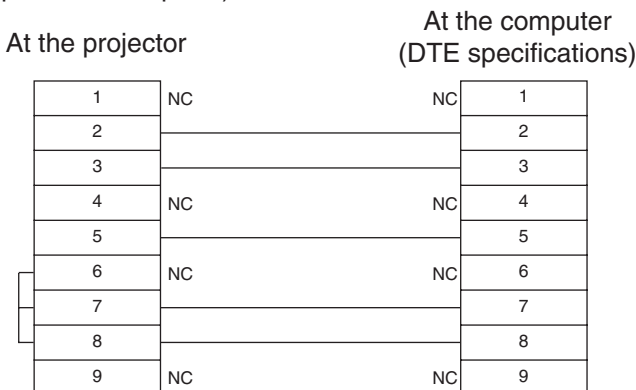 At the projector
At the computer
(DTE specifications)
1 NC NC 1
2 2
3 3
4 NC NC 4
5 5
6 NC NC 6
7 7
8 8
9 NC NC 9